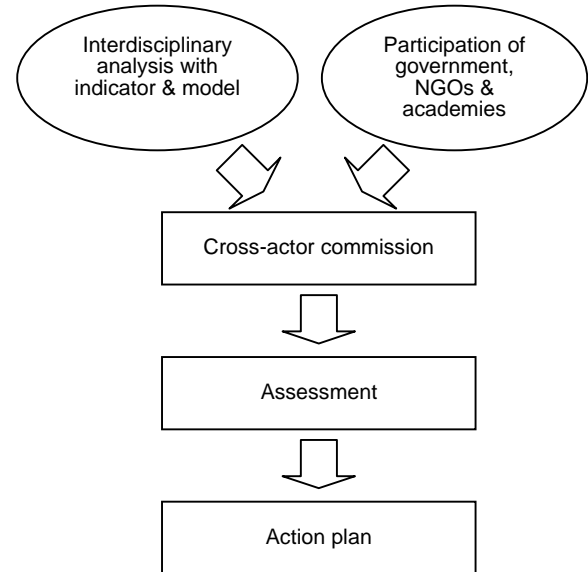 Interdisciplinary
analysis with
indicator & model
Participation of
government,
NGOs &
academies
Cross-actor commission
Assessment
Action plan